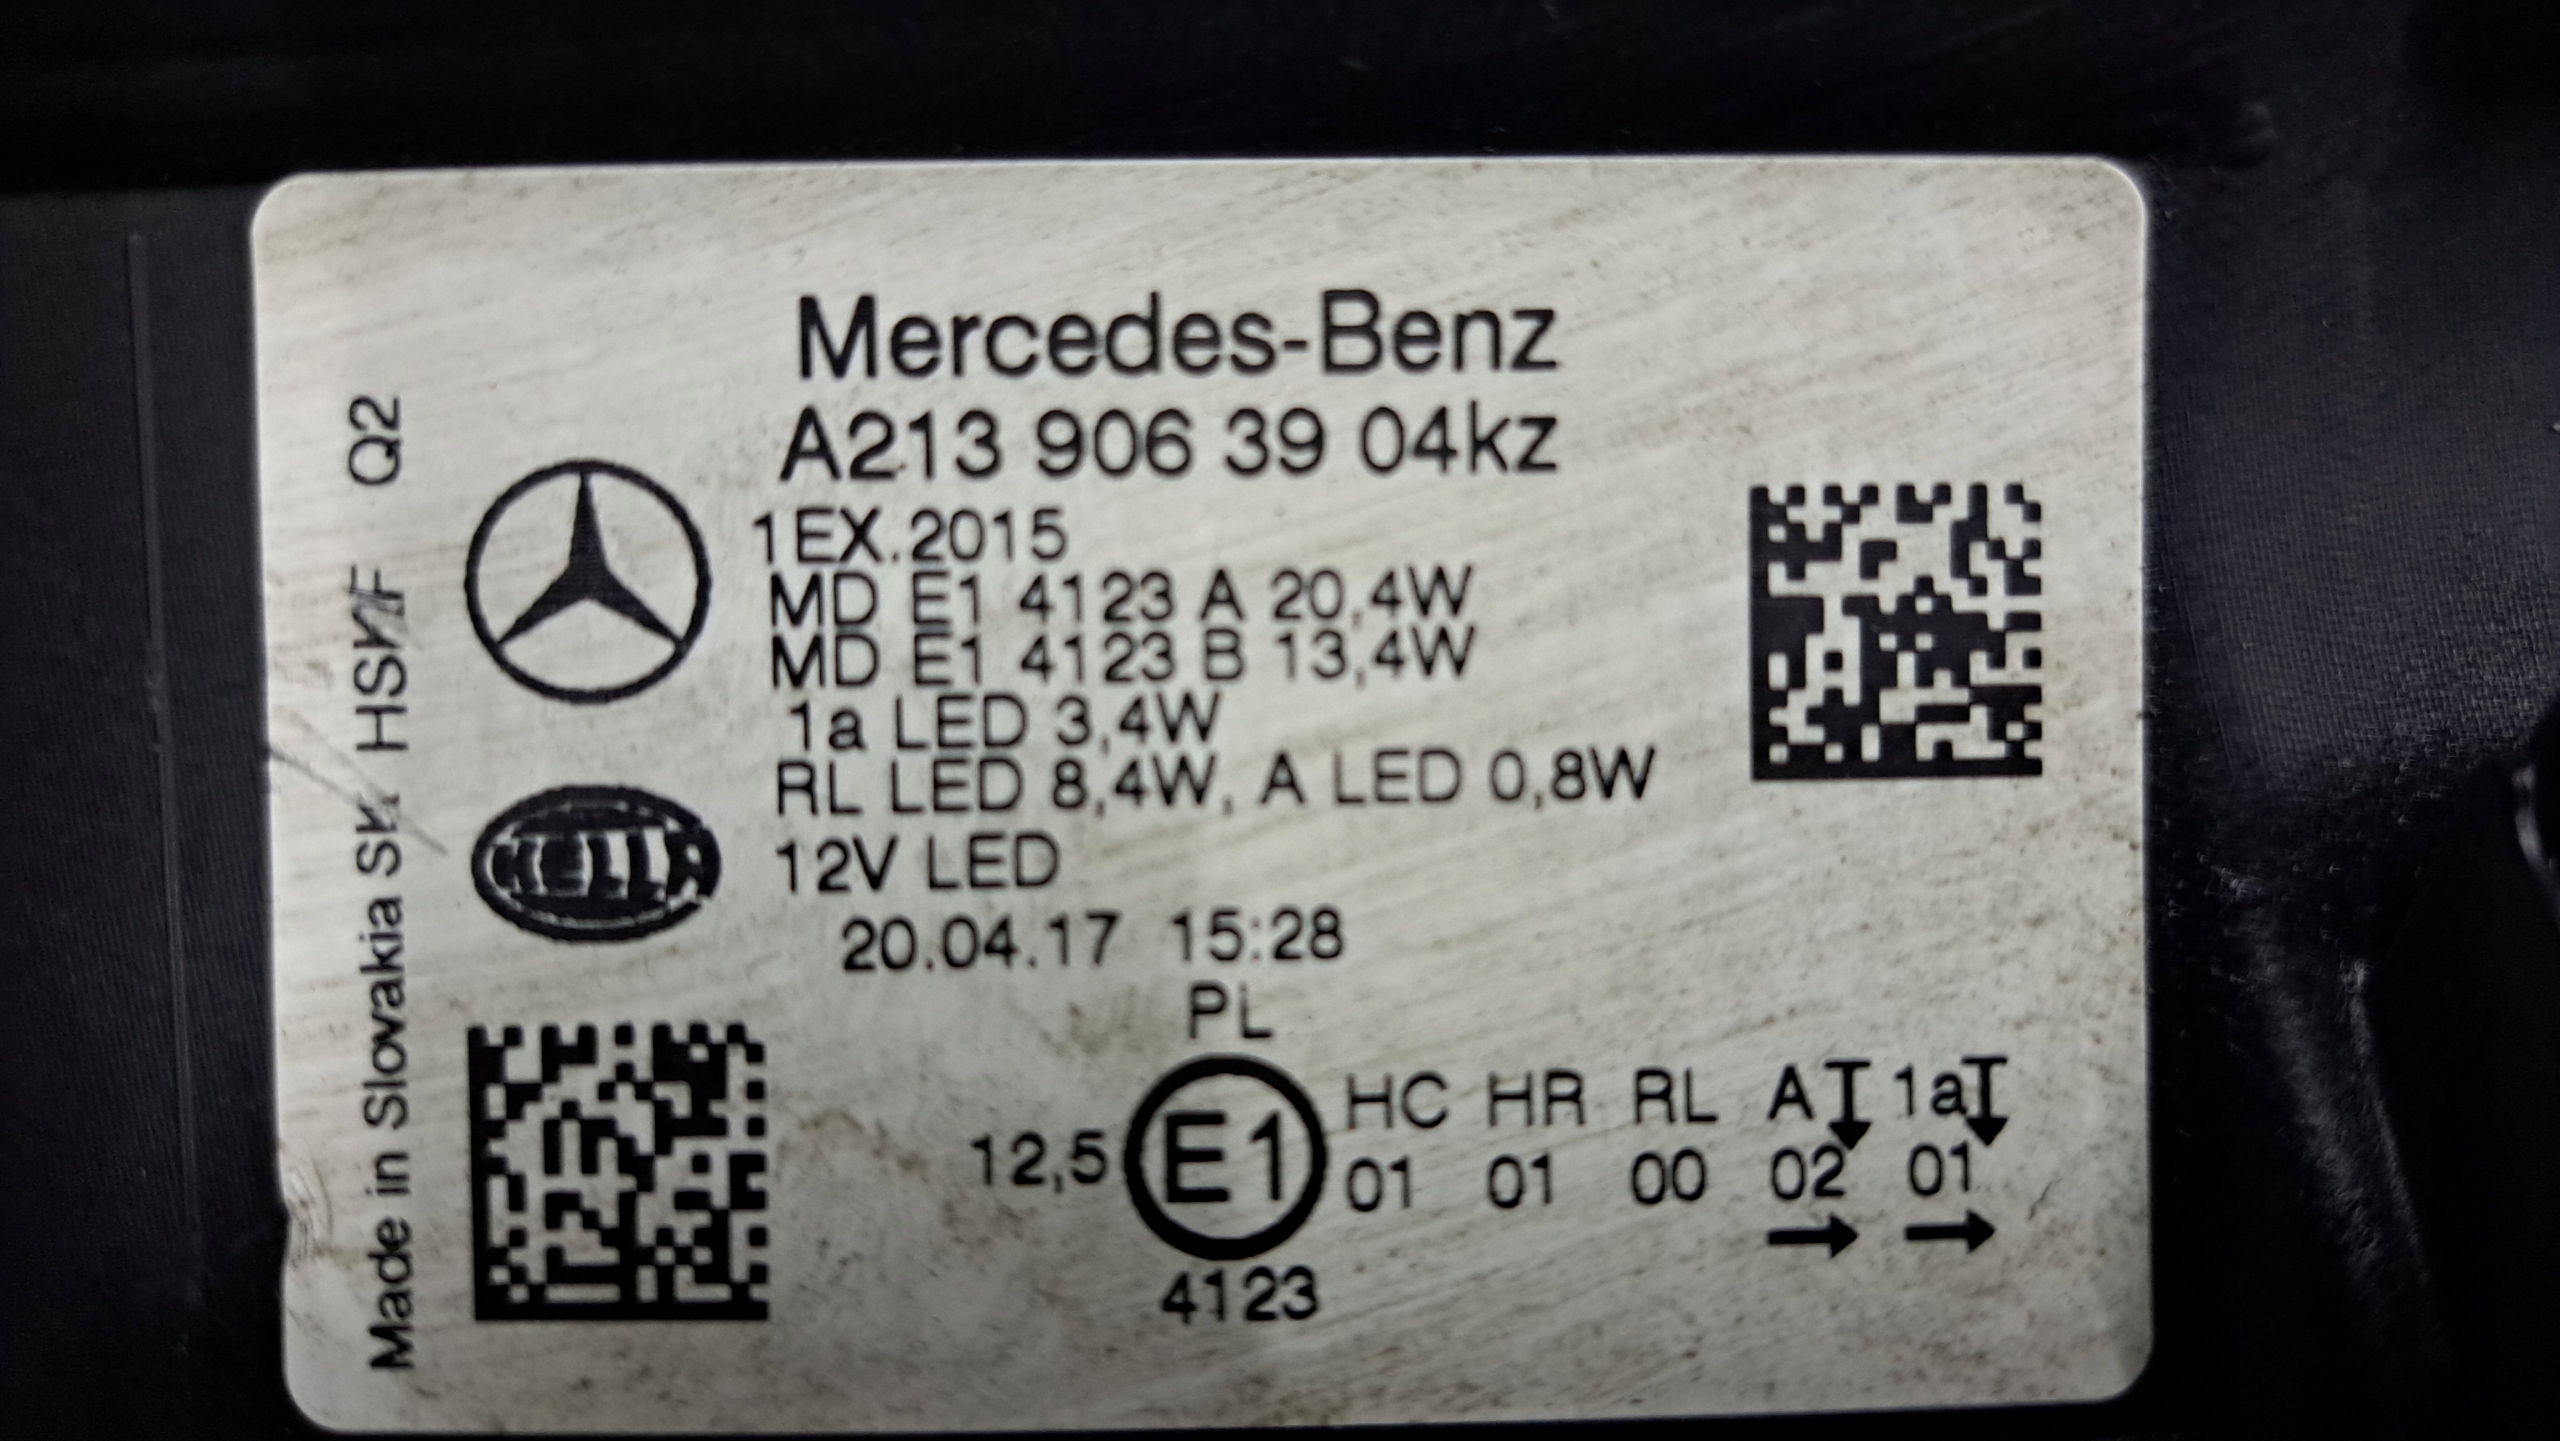 Mercedes-Benz
A213 906 39 04kz
1EX.2015
MD E1 4123 A 20,4W
MD E1 4123 B 13,4W
1a LED 3,4W
RL LED 8,4W, A LED 0,8W
12V LED
20.04.17 15:28
PL
HC HR RL A 1a
12,5 E1 01 01 00 02 01
4123
HELLA
Made in Slovakia Q2